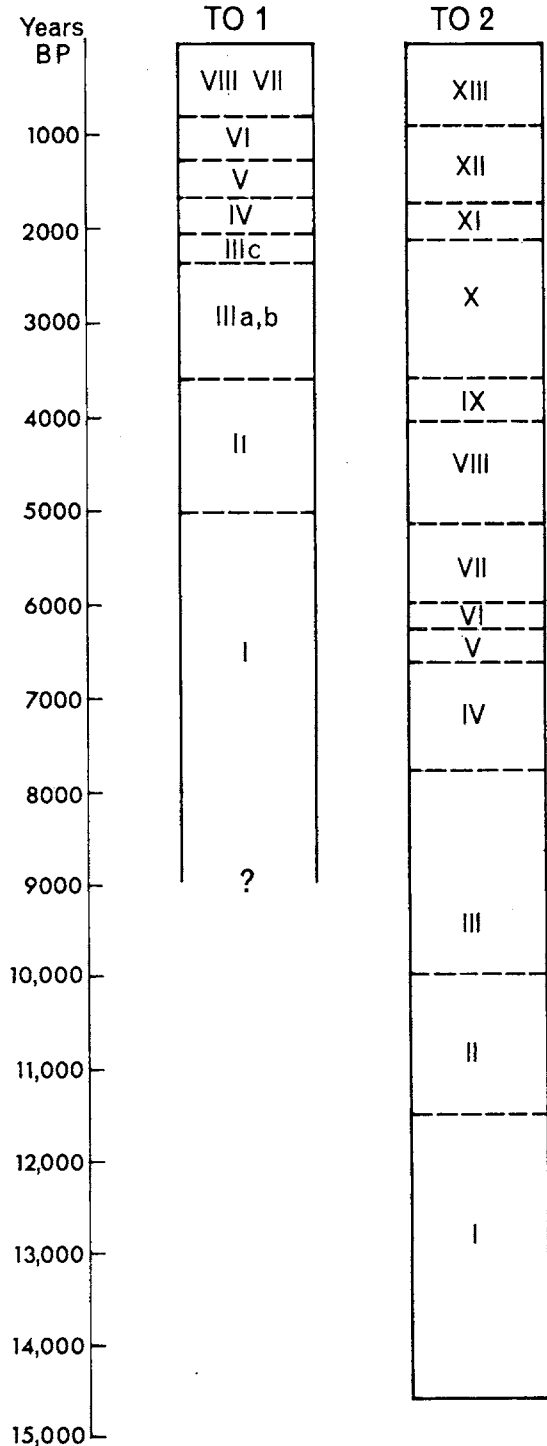 Years
BP
TO 1
TO 2
1000
2000
3000
4000
5000
6000
7000
8000
9000
10,000
11,000
12,000
13,000
14,000
15,000
VIII VII
VI
V
IV
IIIc
IIIa,b
II
I
?
XIII
XII
XI
X
IX
VIII
VII
VI
V
IV
III
II
I